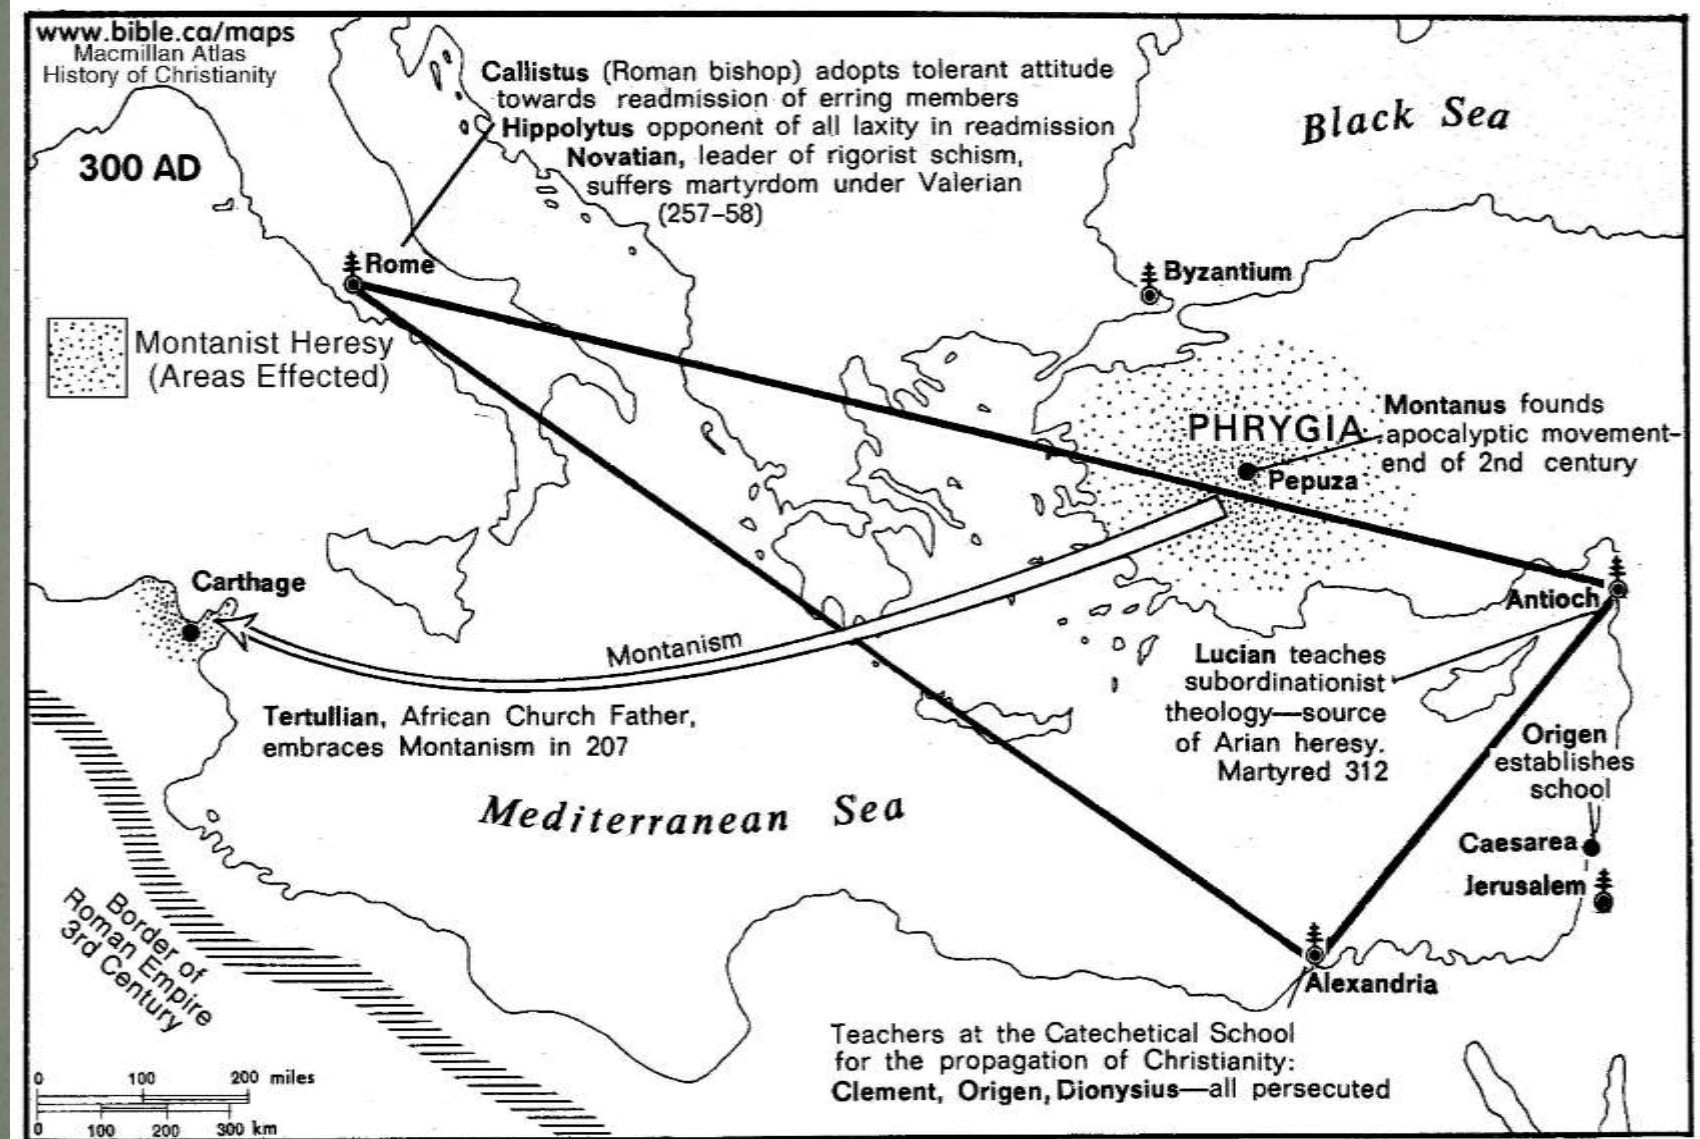 www.bible.ca/maps
Macmillan Atlas
History of Christianity
300 AD
Callistus (Roman bishop) adopts tolerant attitude
towards readmission of erring members
Hippolytus opponent of all laxity in readmission
Novatian, leader of rigorist schism,
suffers martyrdom under Valerian
(257–58)
Black Sea
Rome
Byzantium
Montanist Heresy
(Areas Effected)
PHRYGIA
Montanus founds
apocalyptic movement-
end of 2nd century
Pepuza
Carthage
Antioch
Montanism
Lucian teaches
subordinationist
theology—source
of Arian heresy.
Martyred 312
Tertullian, African Church Father,
embraces Montanism in 207
Origen
establishes
school
Mediterranean Sea
Caesarea
Jerusalem
Border of
Roman Empire
3rd Century
Alexandria
Teachers at the Catechetical School
for the propagation of Christianity:
Clement, Origen, Dionysius—all persecuted
0 100 200 miles
0 100 200 300 km